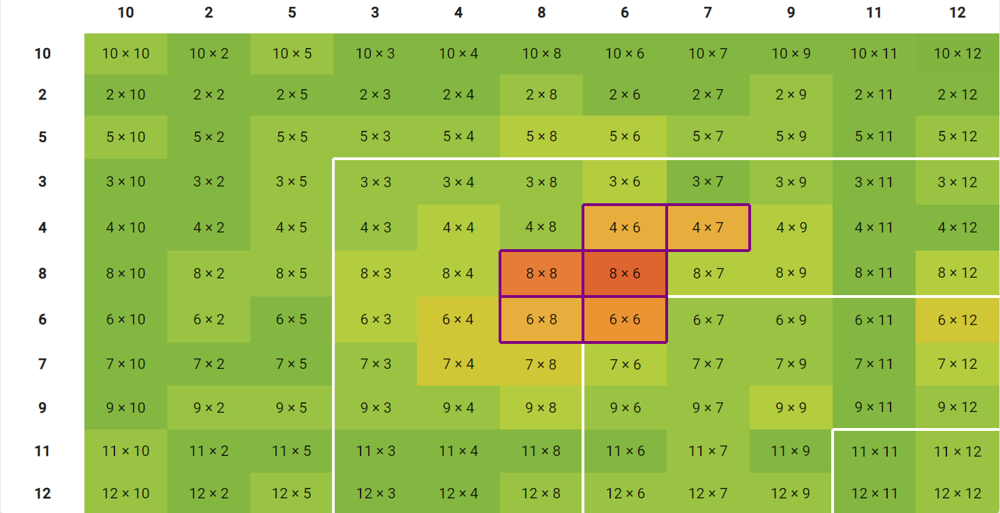 10 2 5 3 4 8 6 7 9 11 12
10 10 × 10 10 × 2 10 × 5 10 × 3 10 × 4 10 × 8 10 × 6 10 × 7 10 × 9 10 × 11 10 × 12
2 2 × 10 2 × 2 2 × 5 2 × 3 2 × 4 2 × 8 2 × 6 2 × 7 2 × 9 2 × 11 2 × 12
5 5 × 10 5 × 2 5 × 5 5 × 3 5 × 4 5 × 8 5 × 6 5 × 7 5 × 9 5 × 11 5 × 12
3 3 × 10 3 × 2 3 × 5 3 × 3 3 × 4 3 × 8 3 × 6 3 × 7 3 × 9 3 × 11 3 × 12
4 4 × 10 4 × 2 4 × 5 4 × 3 4 × 4 4 × 8 4 × 6 4 × 7 4 × 9 4 × 11 4 × 12
8 8 × 10 8 × 2 8 × 5 8 × 3 8 × 4 8 × 8 8 × 6 8 × 7 8 × 9 8 × 11 8 × 12
6 6 × 10 6 × 2 6 × 5 6 × 3 6 × 4 6 × 8 6 × 6 6 × 7 6 × 9 6 × 11 6 × 12
7 7 × 10 7 × 2 7 × 5 7 × 3 7 × 4 7 × 8 7 × 6 7 × 7 7 × 9 7 × 11 7 × 12
9 9 × 10 9 × 2 9 × 5 9 × 3 9 × 4 9 × 8 9 × 6 9 × 7 9 × 9 9 × 11 9 × 12
11 11 × 10 11 × 2 11 × 5 11 × 3 11 × 4 11 × 8 11 × 6 11 × 7 11 × 9 11 × 11 11 × 12
12 12 × 10 12 × 2 12 × 5 12 × 3 12 × 4 12 × 8 12 × 6 12 × 7 12 × 9 12 × 11 12 × 12